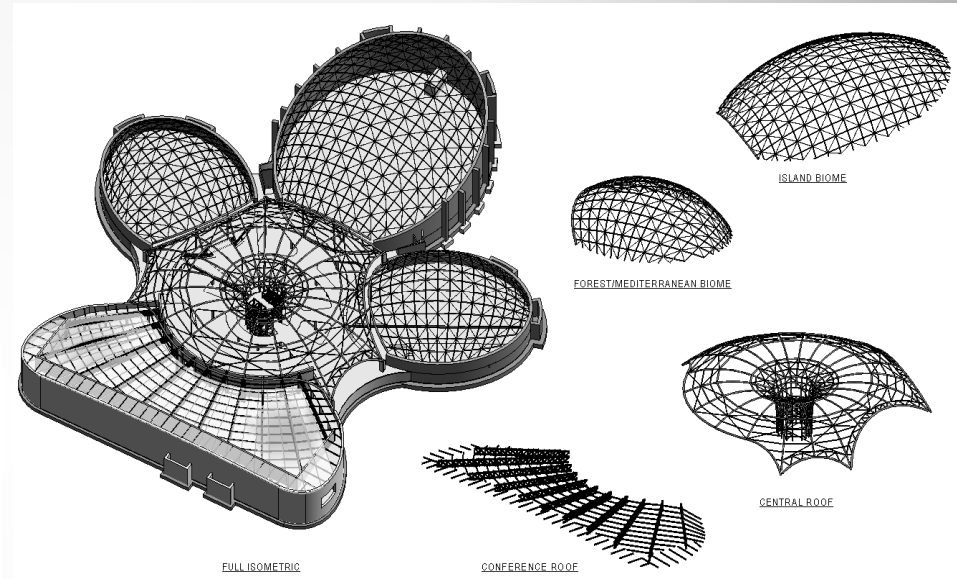 ISLAND BIOME
FOREST/MEDITERRANEAN BIOME
CENTRAL ROOF
FULL ISOMETRIC
CONFERENCE ROOF